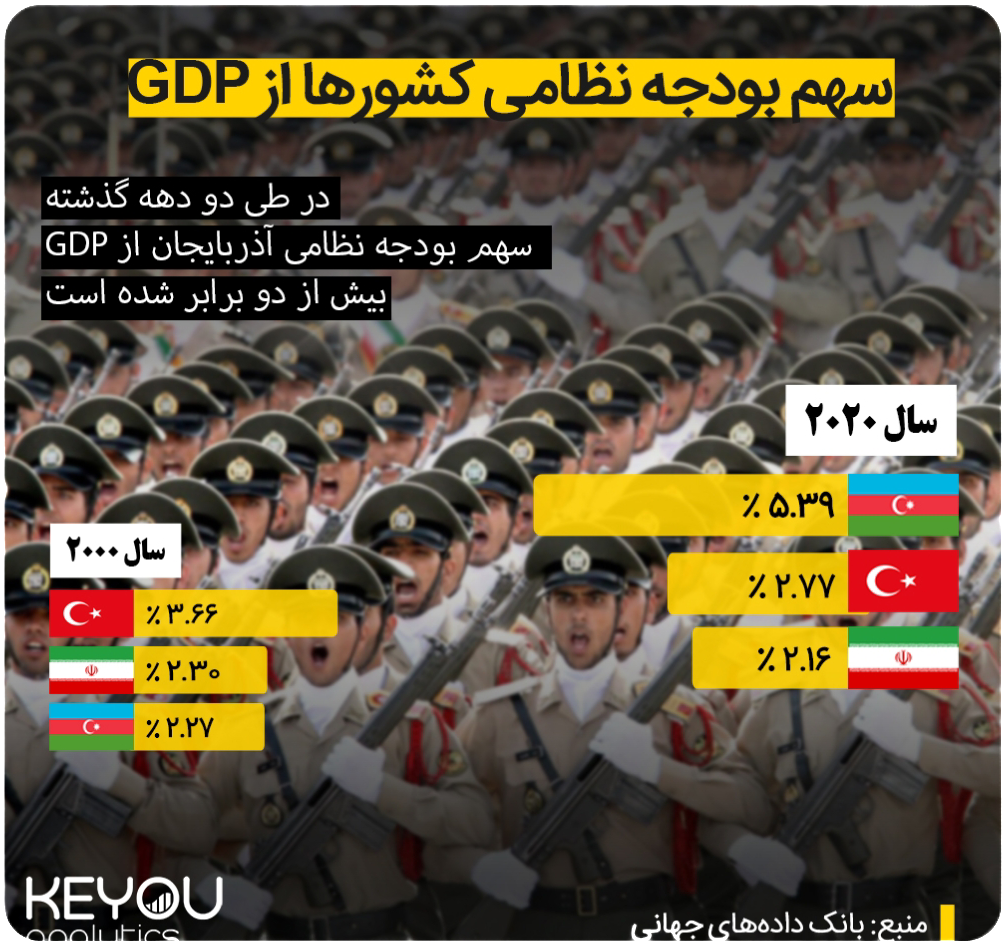 سهم بودجه نظامی کشورها از GDP
در طی دو دهه گذشته
سهم بودجه نظامی آذربایجان از GDP
بیش از دو برابر شده است
سال ۲۰۲۰
٪ ۵.۳۹
٪ ۲.۷۷
٪ ۲.۱۶
سال ۲۰۰۰
٪ ۳.۶۶
٪ ۲.۳۰
٪ ۲.۲۷
KEYOU
analytics
منبع: بانک داده‌های جهانی